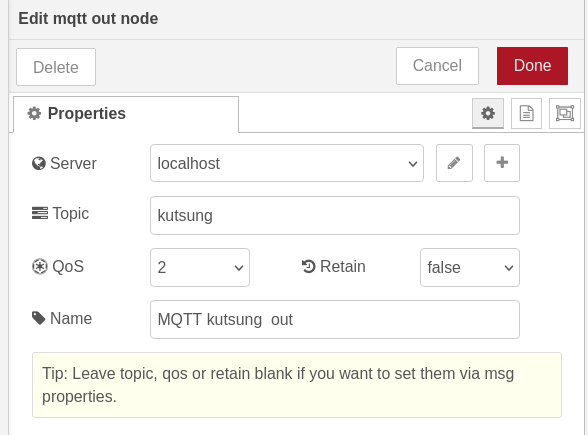 Edit mqtt out node
Delete
Cancel
Done
Properties
Server
localhost
Topic
kutsung
QoS
2
Retain
false
Name
MQTT kutsung  out
Tip: Leave topic, qos or retain blank if you want to set them via msg
properties.